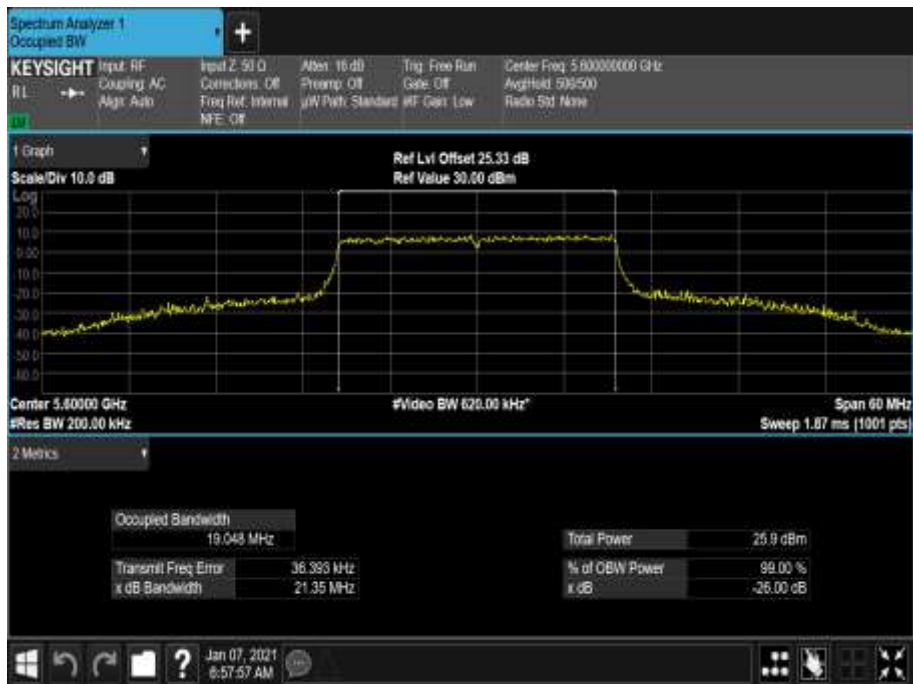 Spectrum Analyzer 1
Occupied BW
+
KEYSIGHT Input: RF Input Z: 50 Ω Atten: 16 dB Trig: Free Run Center Freq: 5.600000000 GHz
RL Coupling: AC Corrections: Off Preamp: Off Gate: Off Avg|Hold: 500/500
Align: Auto Freq Ref: Internal µW Path: Standard #IF Gain: Low Radio Std: None
NFE: Off
1 Graph
Ref Lvl Offset 25.33 dB
Scale/Div 10.0 dB Ref Value 30.00 dBm
Log
20.0
10.0
0.00
-10.0
-20.0
-30.0
-40.0
-50.0
-60.0
Center 5.60000 GHz #Video BW 620.00 kHz* Span 60 MHz
#Res BW 200.00 kHz Sweep 1.87 ms (1001 pts)
2 Metrics
Occupied Bandwidth
19.048 MHz Total Power 25.9 dBm
Transmit Freq Error 36.393 kHz % of OBW Power 99.00 %
x dB Bandwidth 21.35 MHz x dB -26.00 dB
? Jan 07, 2021
6:57:57 AM